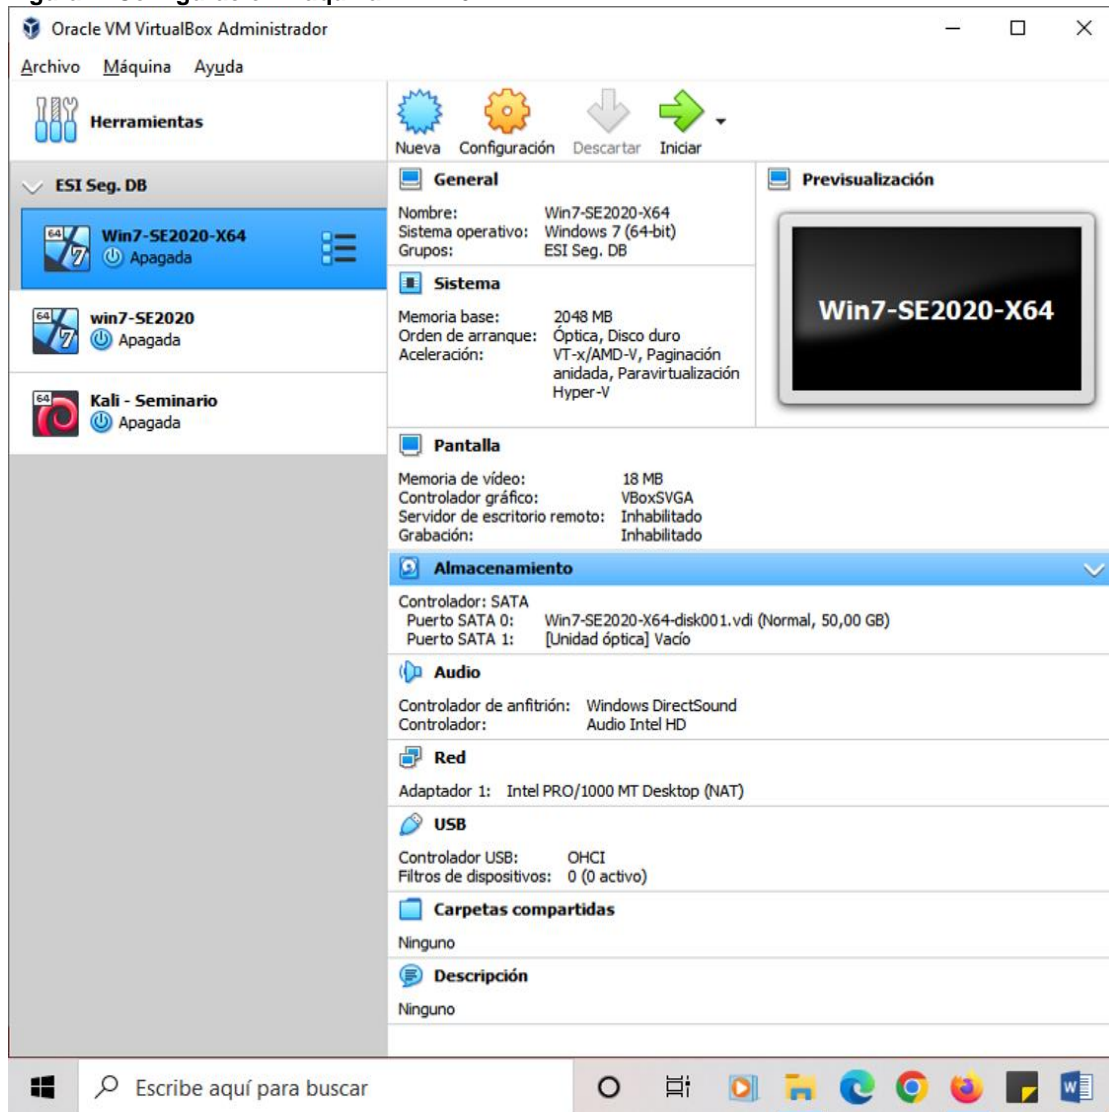 Oracle VM VirtualBox Administrador
Archivo Máquina Ayuda
Herramientas
Nueva Configuración Descartar Iniciar
ESI Seg. DB
Win7-SE2020-X64
Apagada
win7-SE2020
Apagada
Kali - Seminario
Apagada
General
Nombre: Win7-SE2020-X64
Sistema operativo: Windows 7 (64-bit)
Grupos: ESI Seg. DB
Previsualización
Win7-SE2020-X64
Sistema
Memoria base: 2048 MB
Orden de arranque: Óptica, Disco duro
Aceleración: VT-x/AMD-V, Paginación
anidada, Paravirtualización
Hyper-V
Pantalla
Memoria de vídeo: 18 MB
Controlador gráfico: VBoxSVGA
Servidor de escritorio remoto: Inhabilitado
Grabación: Inhabilitado
Almacenamiento
Controlador: SATA
Puerto SATA 0: Win7-SE2020-X64-disk001.vdi (Normal, 50,00 GB)
Puerto SATA 1: [Unidad óptica] Vacío
Audio
Controlador de anfitrión: Windows DirectSound
Controlador: Audio Intel HD
Red
Adaptador 1: Intel PRO/1000 MT Desktop (NAT)
USB
Controlador USB: OHCI
Filtros de dispositivos: 0 (0 activo)
Carpetas compartidas
Ninguno
Descripción
Ninguno
Escribe aquí para buscar